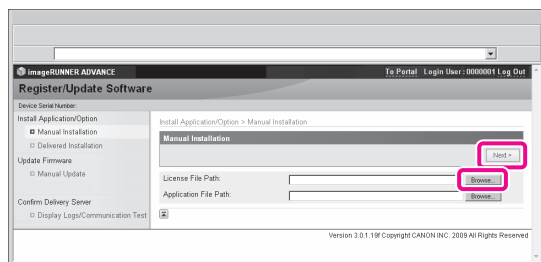 imageRUNNER ADVANCE
To Portal Login User : 0000001 Log Out
Register/Update Software
Device Serial Number:
Install Application/Option
Manual Installation
Delivered Installation
Update Firmware
Manual Update
Confirm Delivery Server
Display Logs/Communication Test
Install Application/Option > Manual Installation
Manual Installation
Next >
License File Path:
Browse...
Application File Path:
Browse...
Version 3.0.1.19f Copyright CANON INC. 2009 All Rights Reserved